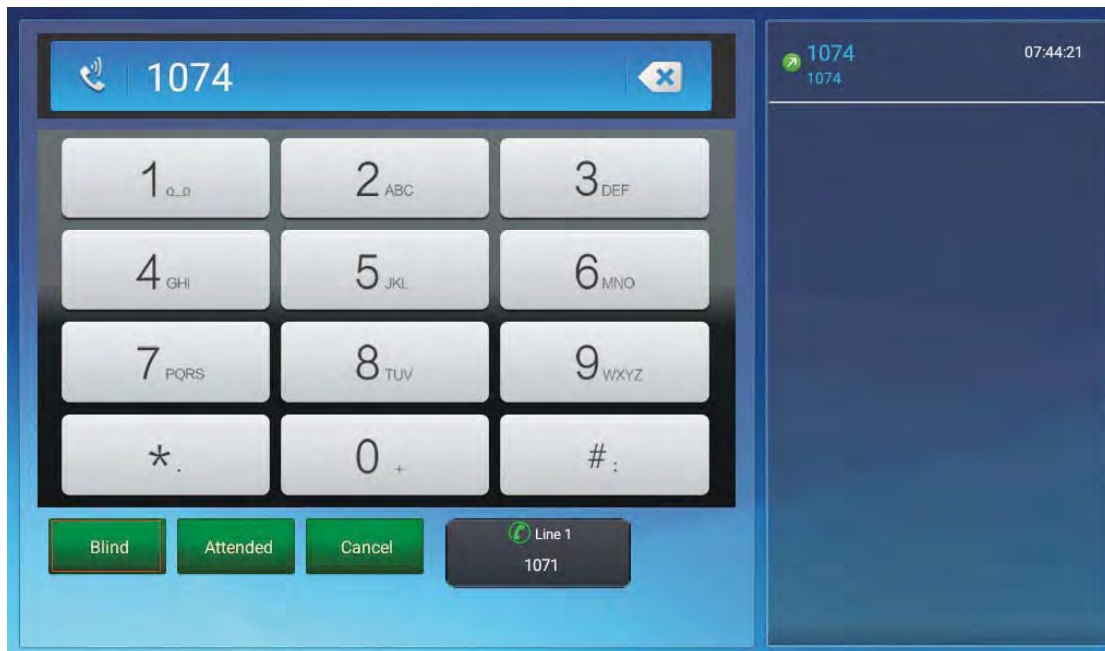 1074
1
2 ABC
3 DEF
4 GHI
5 JKL
6 MNO
7 PQRS
8 TUV
9 WXYZ
* .
0 +
# :
Blind
Attended
Cancel
Line 1
1071
1074
07:44:21
1074